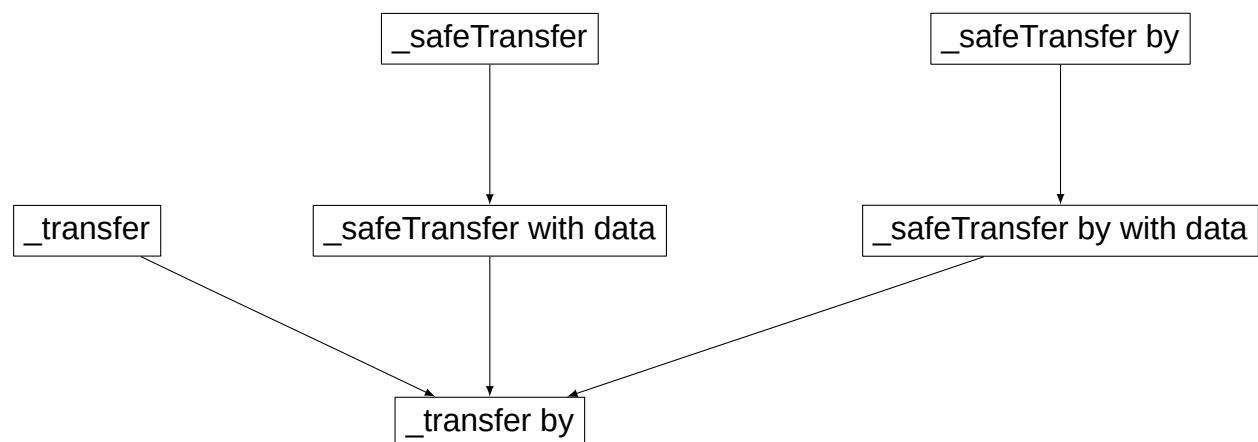 _safeTransfer
_safeTransfer by
_transfer
_safeTransfer with data
_safeTransfer by with data
_transfer by